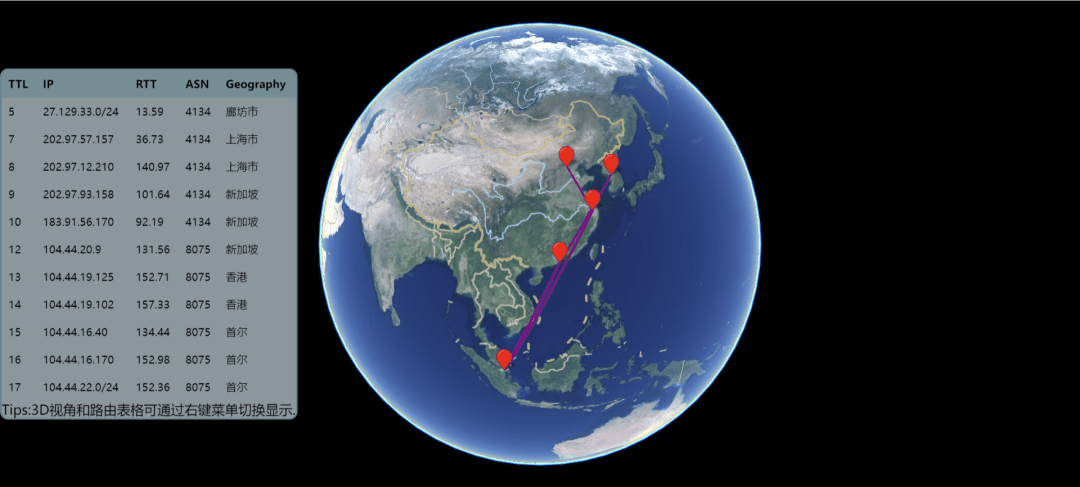 TTL IP RTT ASN Geography
5 27.129.33.0/24 13.59 4134 廊坊市
7 202.97.57.157 36.73 4134 上海市
8 202.97.12.210 140.97 4134 上海市
9 202.97.93.158 101.64 4134 新加坡
10 183.91.56.170 92.19 4134 新加坡
12 104.44.20.9 131.56 8075 新加坡
13 104.44.19.125 152.71 8075 香港
14 104.44.19.102 157.33 8075 香港
15 104.44.16.40 134.44 8075 首尔
16 104.44.16.170 152.98 8075 首尔
17 104.44.22.0/24 152.36 8075 首尔
Tips:3D视角和路由表格可通过右键菜单切换显示.